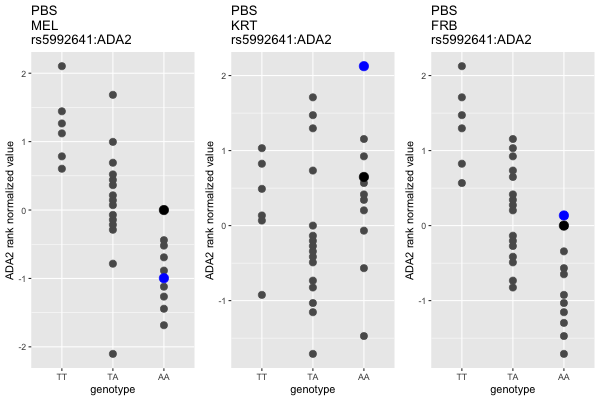 PBS
MEL
rs5992641:ADA2
ADA2 rank normalized value
2
1
0
-1
-2
TT
TA
AA
genotype
PBS
KRT
rs5992641:ADA2
ADA2 rank normalized value
2
1
0
-1
TT
TA
AA
genotype
PBS
FRB
rs5992641:ADA2
ADA2 rank normalized value
2
1
0
-1
TT
TA
AA
genotype